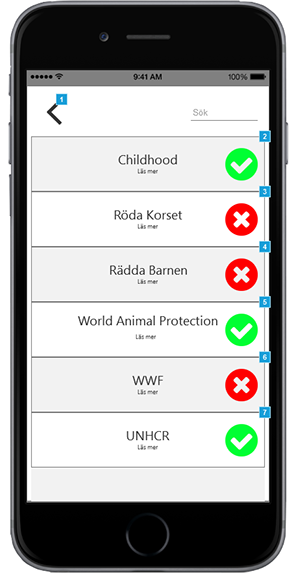 9:41 AM
100%
1
Sök
2
Childhood
Läs mer
3
Röda Korset
Läs mer
4
Rädda Barnen
Läs mer
5
World Animal Protection
Läs mer
6
WWF
Läs mer
7
UNHCR
Läs mer